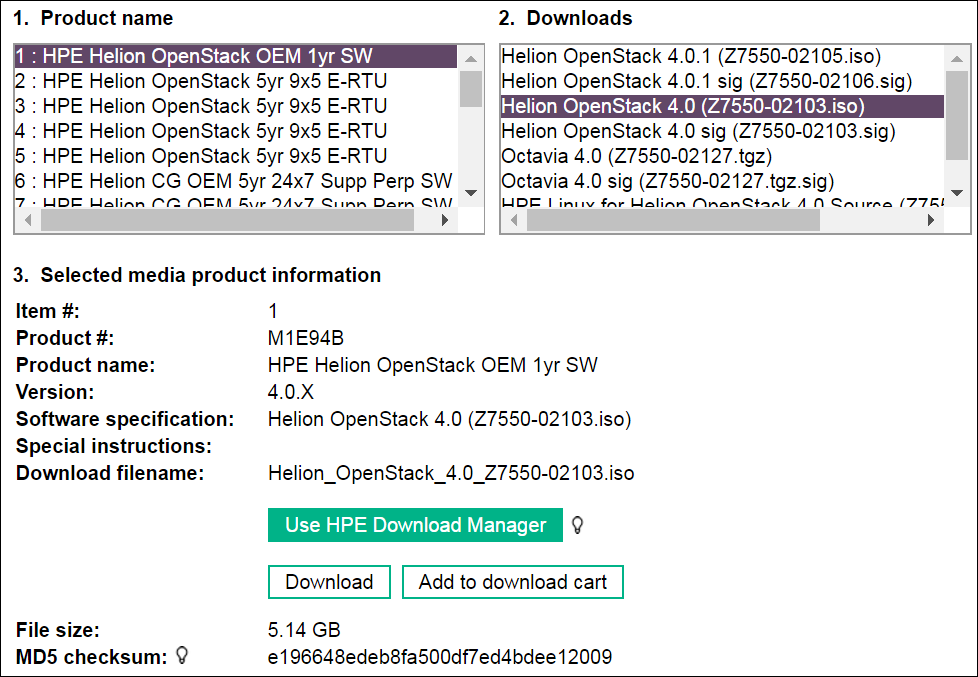 1. Product name
1 : HPE Helion OpenStack OEM 1yr SW
2 : HPE Helion OpenStack 5yr 9x5 E-RTU
3 : HPE Helion OpenStack 5yr 9x5 E-RTU
4 : HPE Helion OpenStack 5yr 9x5 E-RTU
5 : HPE Helion OpenStack 5yr 9x5 E-RTU
6 : HPE Helion CG OEM 5yr 24x7 Supp Perp SW
7 : HPE Helion CG OEM 5yr 24x7 Supp Perp SW
2. Downloads
Helion OpenStack 4.0.1 (Z7550-02105.iso)
Helion OpenStack 4.0.1 sig (Z7550-02106.sig)
Helion OpenStack 4.0 (Z7550-02103.iso)
Helion OpenStack 4.0 sig (Z7550-02103.sig)
Octavia 4.0 (Z7550-02127.tgz)
Octavia 4.0 sig (Z7550-02127.tgz.sig)
HPE Linux for Helion OpenStack 4.0 Source
3. Selected media product information
Item #: 1
Product #: M1E94B
Product name: HPE Helion OpenStack OEM 1yr SW
Version: 4.0.X
Software specification: Helion OpenStack 4.0 (Z7550-02103.iso)
Special instructions:
Download filename: Helion_OpenStack_4.0_Z7550-02103.iso
Use HPE Download Manager
Download Add to download cart
File size: 5.14 GB
MD5 checksum: e196648edeb8fa500df7ed4bdee12009